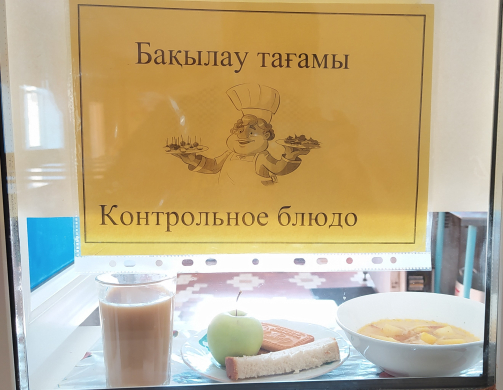 Бақылау тағамы
Контрольное блюдо